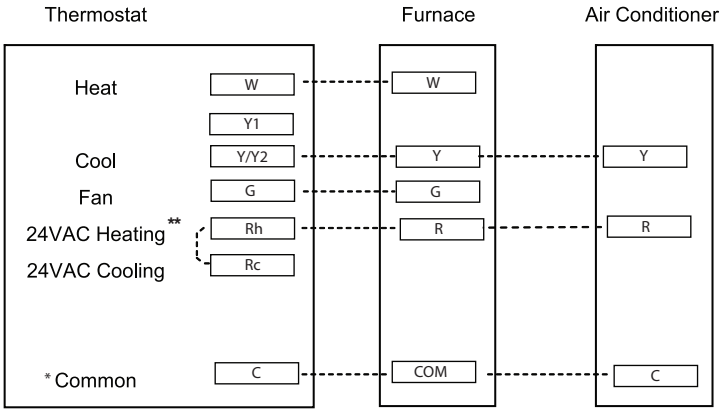 Thermostat Furnace Air Conditioner
Heat W W
Y1
Cool Y/Y2 Y Y
Fan G G
24VAC Heating** Rh R R
24VAC Cooling Rc
*Common C COM C